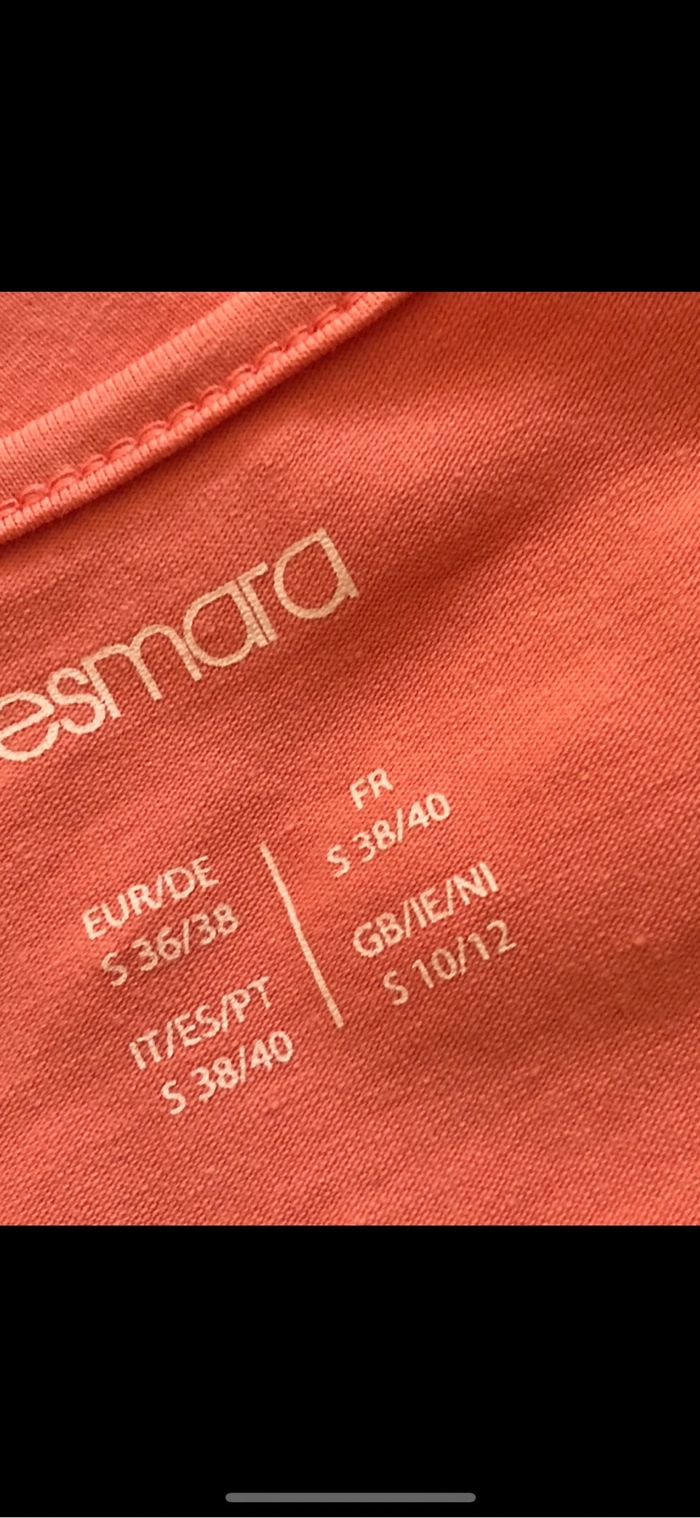 esmara
EUR/DE
S 36/38
IT/ES/PT
S 38/40
FR
S 38/40
GB/IE/NI
S 10/12